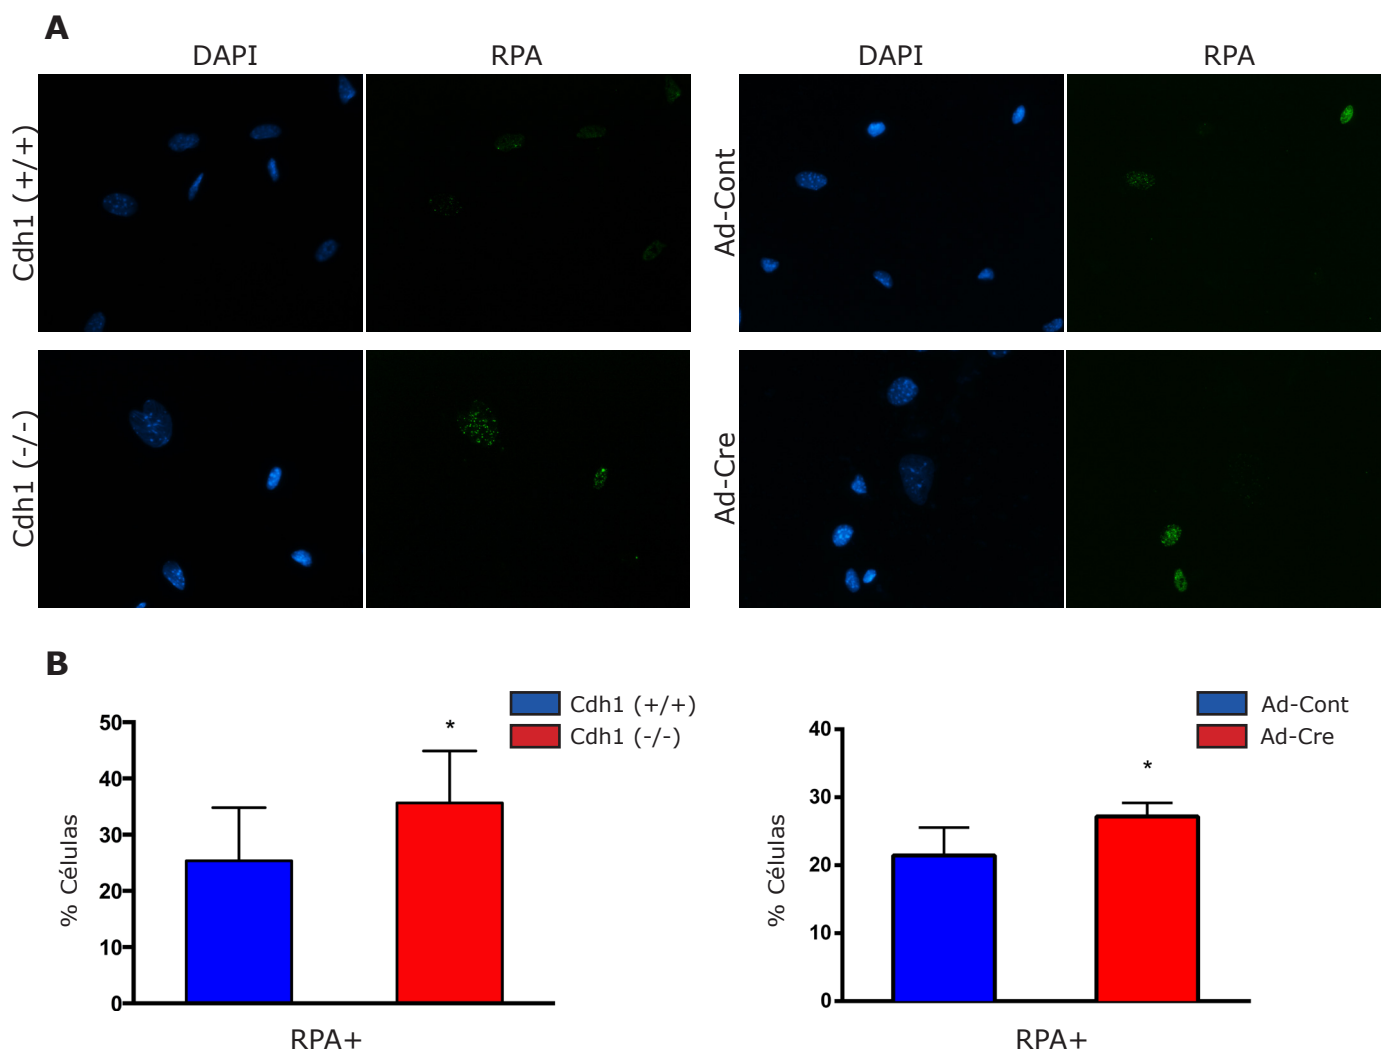 A
DAPI
RPA
DAPI
RPA
Cdh1 (+/+)
Ad-Cont
Cdh1 (-/-)
Ad-Cre
B
Cdh1 (+/+)
Cdh1 (-/-)
*
50
40
30
20
10
0
% Células
RPA+
Ad-Cont
Ad-Cre
*
40
30
20
10
0
% Células
RPA+